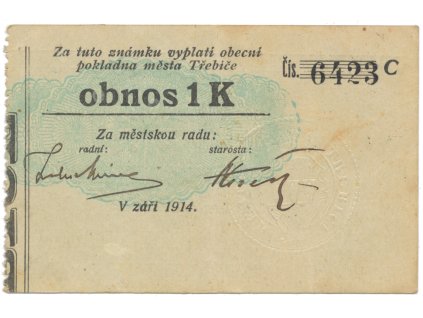 Za tuto známku vyplatí obecní
pokladna města Třebíče
Čís. 6423 C
obnos 1 K
Za městskou radu:
radní: starosta:
V září 1914.